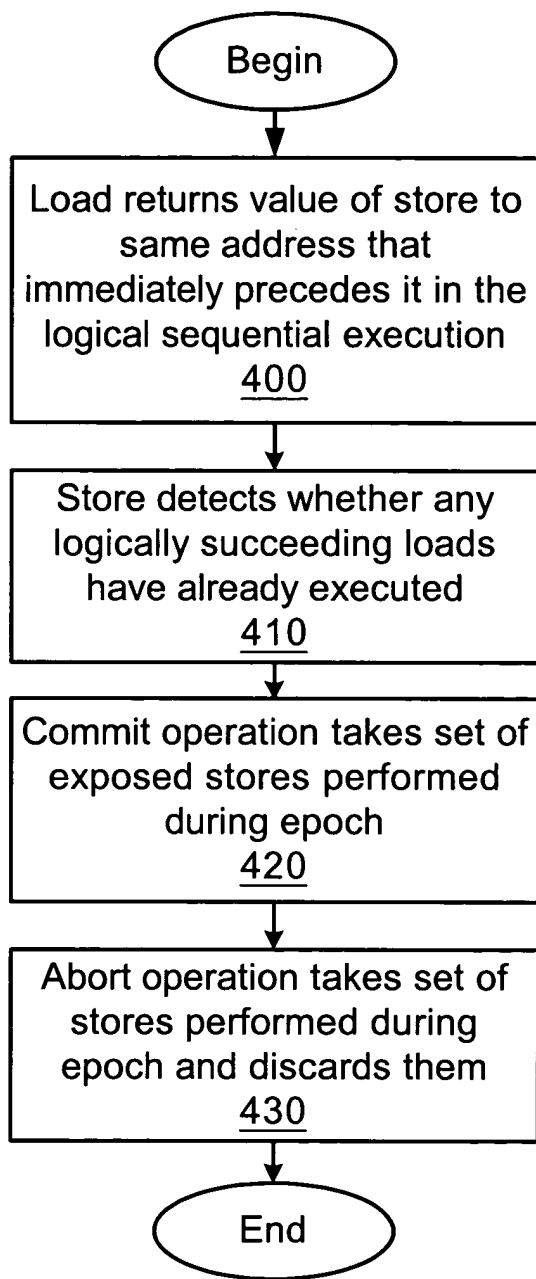 Begin
Load returns value of store to
same address that
immediately precedes it in the
logical sequential execution
400
Store detects whether any
logically succeeding loads
have already executed
410
Commit operation takes set of
exposed stores performed
during epoch
420
Abort operation takes set of
stores performed during
epoch and discards them
430
End